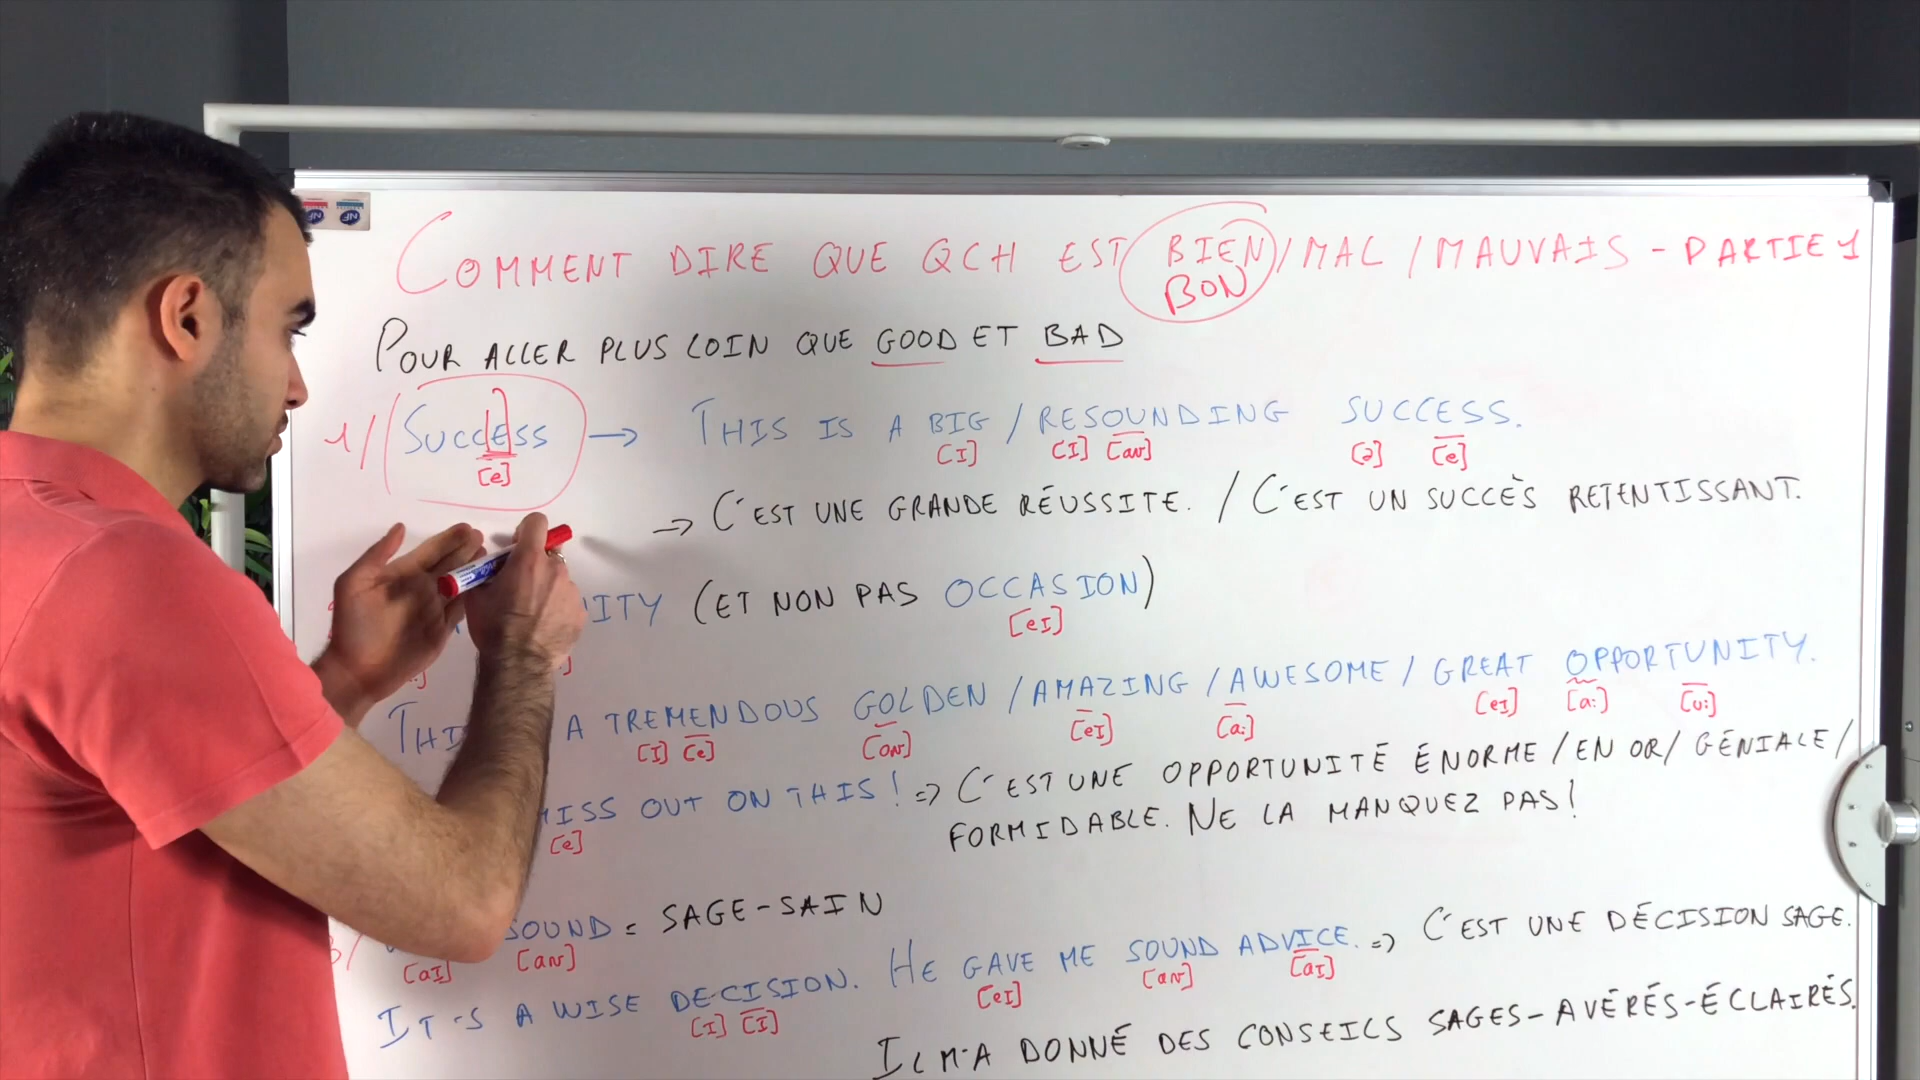 COMMENT DIRE QUE QCH EST BIEN/MAL/MAUVAIS - PARTIE 1
BON
POUR ALLER PLUS LOIN QUE GOOD ET BAD
1/ SUCCESS → THIS IS A BIG / RESOUNDING SUCCESS.
[e] [I] [I] [aʊ] [ə] [e]
→ C'EST UNE GRANDE RÉUSSITE. / C'EST UN SUCCÈS RETENTISSANT.
ITY (ET NON PAS OCCASION)
[eI]
THI A TREMENDOUS GOLDEN / AMAZING / AWESOME / GREAT OPPORTUNITY.
[I] [e] [oʊ] [eI] [a:] [eI] [a:] [u:]
MISS OUT ON THIS! => C'EST UNE OPPORTUNITÉ ÉNORME / EN OR / GÉNIALE /
[e] FORMIDABLE. NE LA MANQUEZ PAS!
3/ SOUND = SAGE - SAIN
[aI] [aʊ]
IT'S A WISE DECISION. HE GAVE ME SOUND ADVICE. => C'EST UNE DÉCISION SAGE.
[I] [I] [eI] [aʊ] [aI]
IL M'A DONNÉ DES CONSEILS SAGES - AVÉRÉS - ÉCLAIRÉS.
NF NF